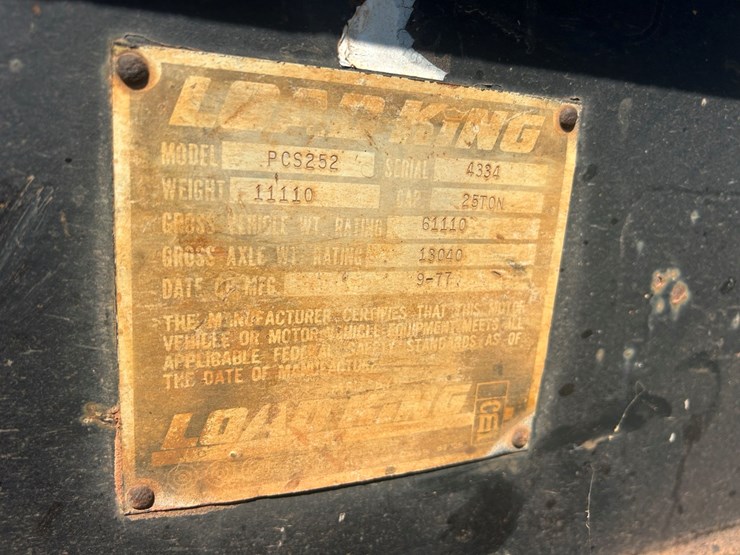 LOAD KING
MODEL PCS252 SERIAL 4334
WEIGHT 11110 CAP. 25TON
GROSS VEHICLE WT. RATING 61110
GROSS AXLE WT. RATING 18040
DATE OF MFG. 9-77
THE MANUFACTURER CERTIFIES THAT THIS MOTOR
VEHICLE OR MOTOR VEHICLE EQUIPMENT MEETS ALL
APPLICABLE FEDERAL SAFETY STANDARDS AS OF
THE DATE OF MANUFACTURE
LOAD KING